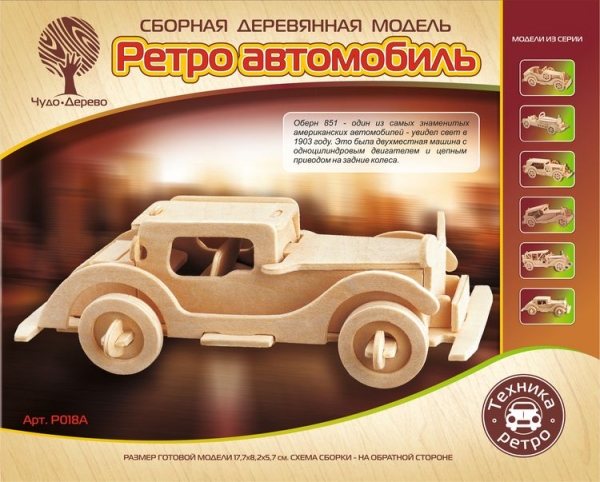 СБОРНАЯ ДЕРЕВЯННАЯ МОДЕЛЬ
Ретро автомобиль
Чудо•Дерево
МОДЕЛИ ИЗ СЕРИИ
Оберн 851 - один из самых знаменитых
американских автомобилей - увидел свет в
1903 году. Это была двухместная машина с
одноцилиндровым двигателем и цепным
приводом на задние колеса.
Арт. P018A
Техника
ретро
РАЗМЕР ГОТОВОЙ МОДЕЛИ 17,7x8,2x5,7 см. СХЕМА СБОРКИ - НА ОБРАТНОЙ СТОРОНЕ